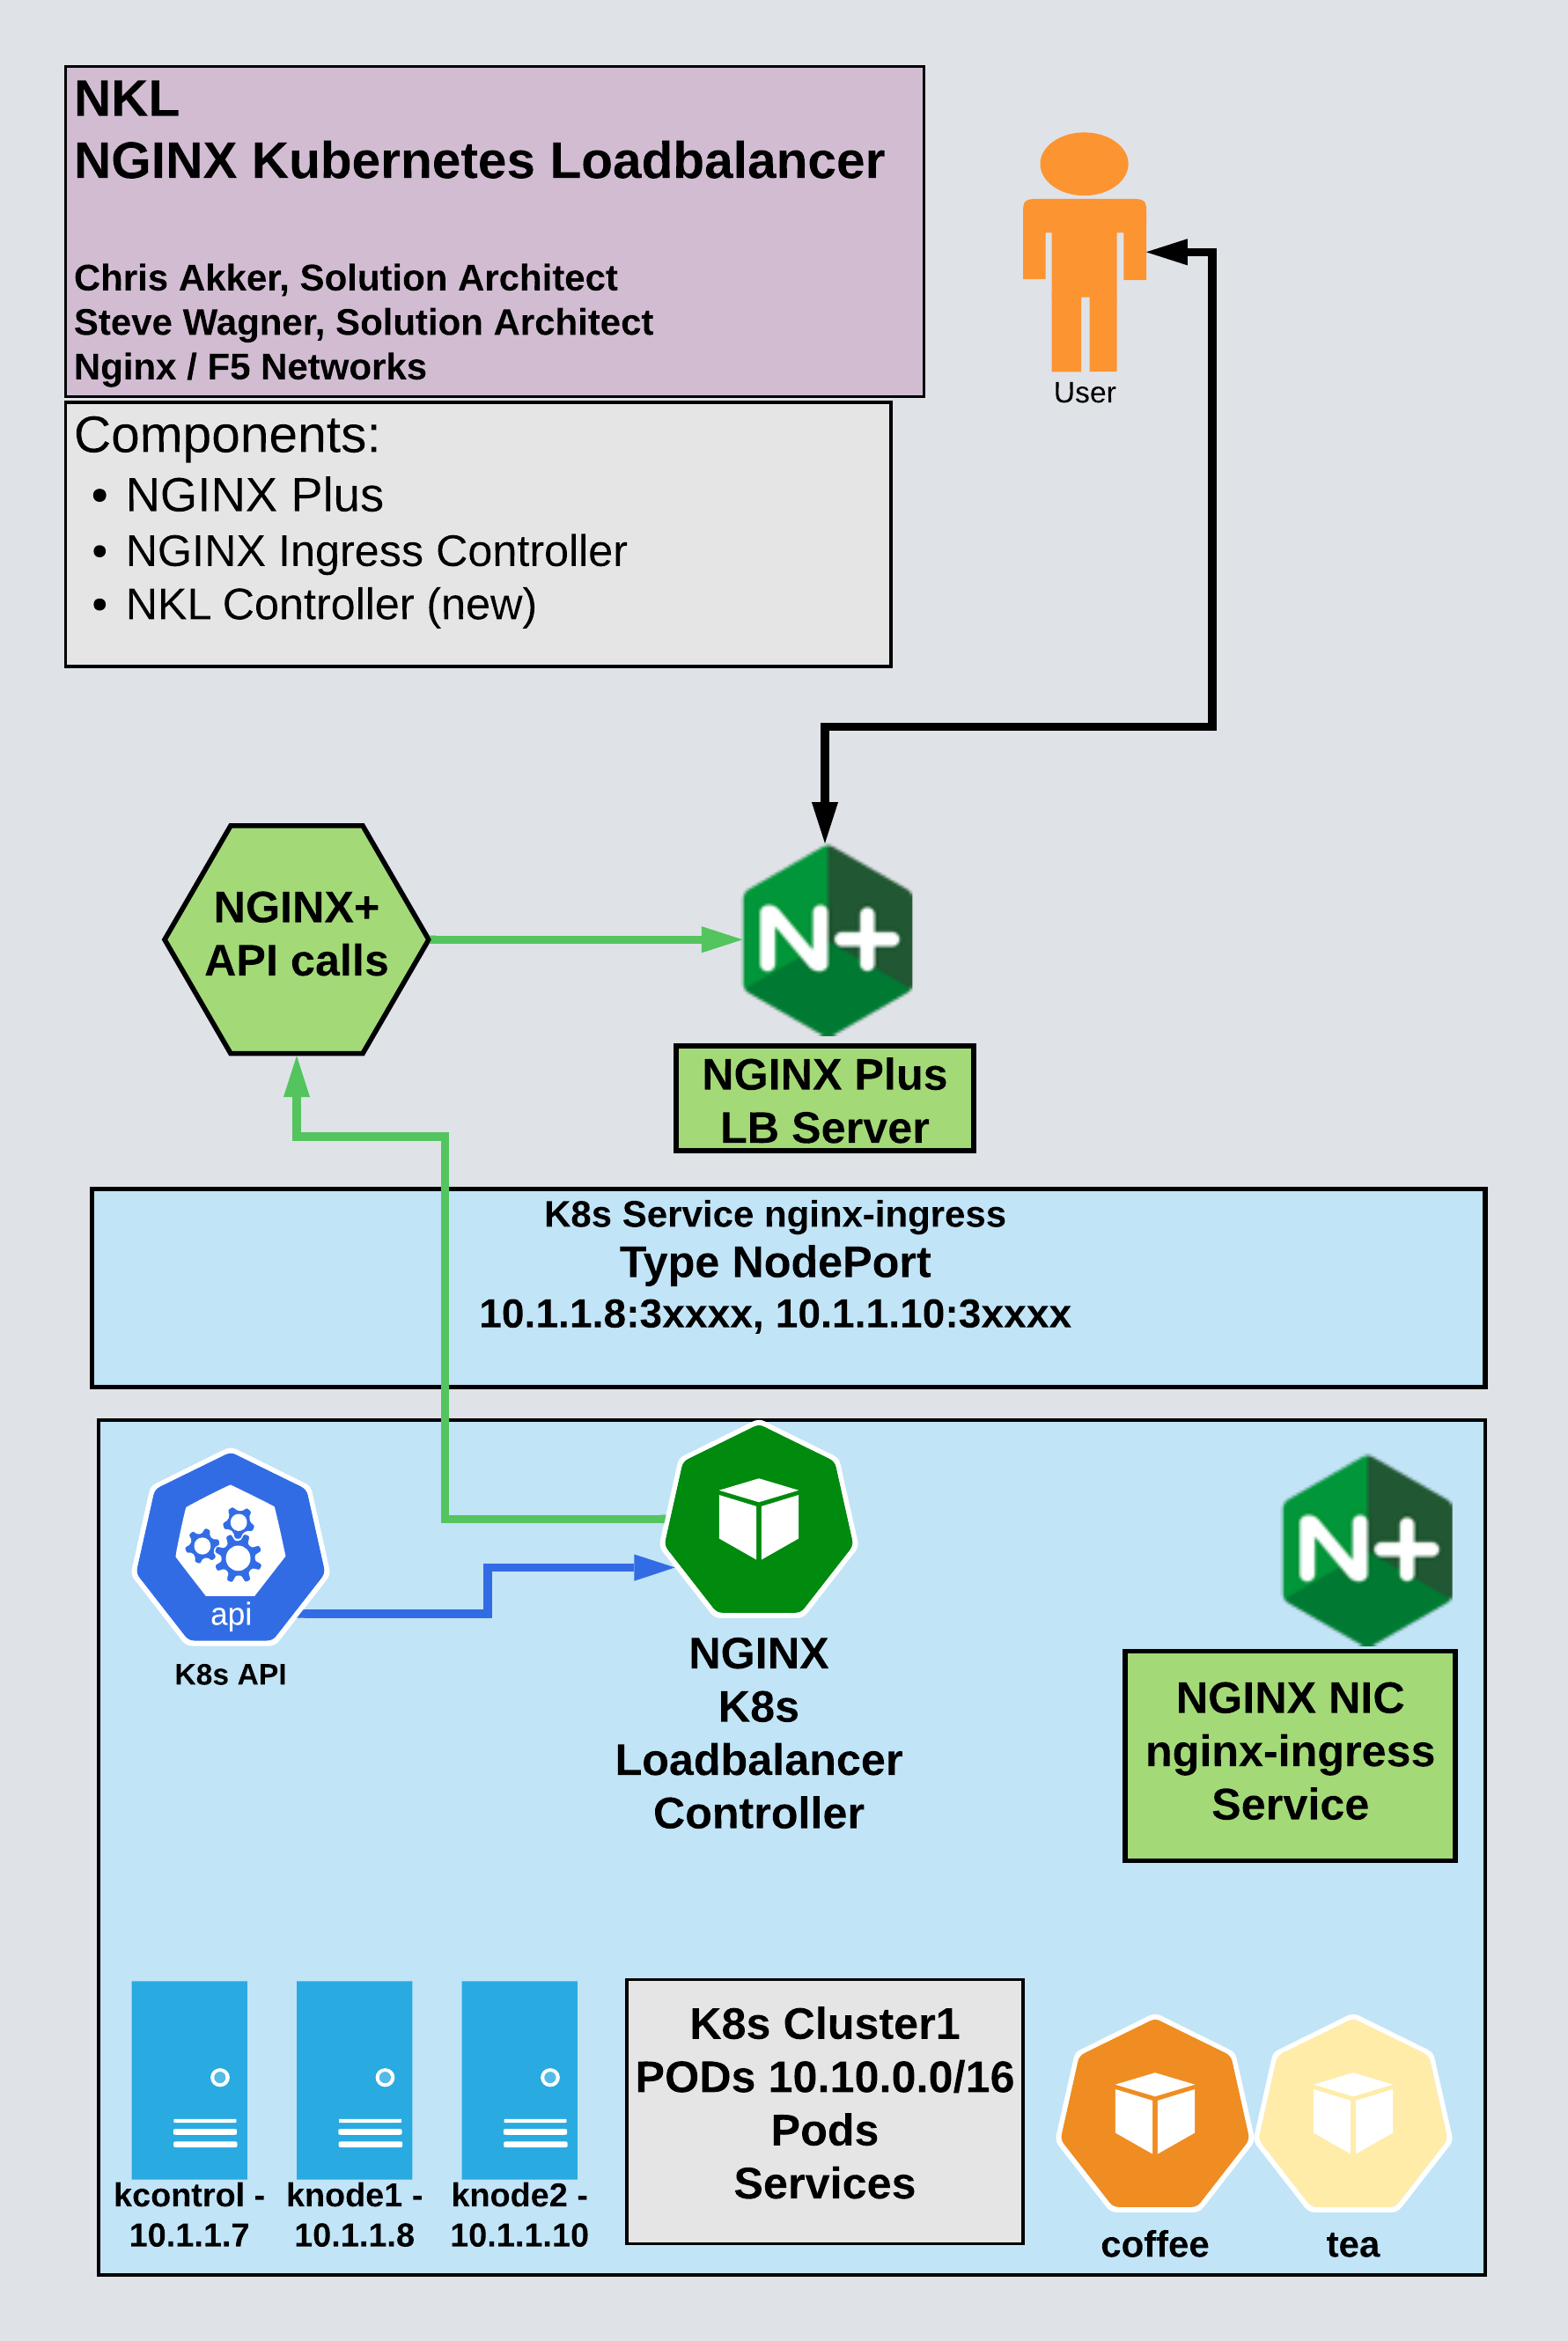 NKL
NGINX Kubernetes Loadbalancer
Chris Akker, Solution Architect
Steve Wagner, Solution Architect
Nginx / F5 Networks
User
Components:
• NGINX Plus
• NGINX Ingress Controller
• NKL Controller (new)
NGINX+
API calls
N+
NGINX Plus
LB Server
K8s Service nginx-ingress
Type NodePort
10.1.1.8:3xxxx, 10.1.1.10:3xxxx
api
K8s API
NGINX
K8s
Loadbalancer
Controller
N+
NGINX NIC
nginx-ingress
Service
kcontrol -
10.1.1.7
knode1 -
10.1.1.8
knode2 -
10.1.1.10
K8s Cluster1
PODs 10.10.0.0/16
Pods
Services
coffee
tea